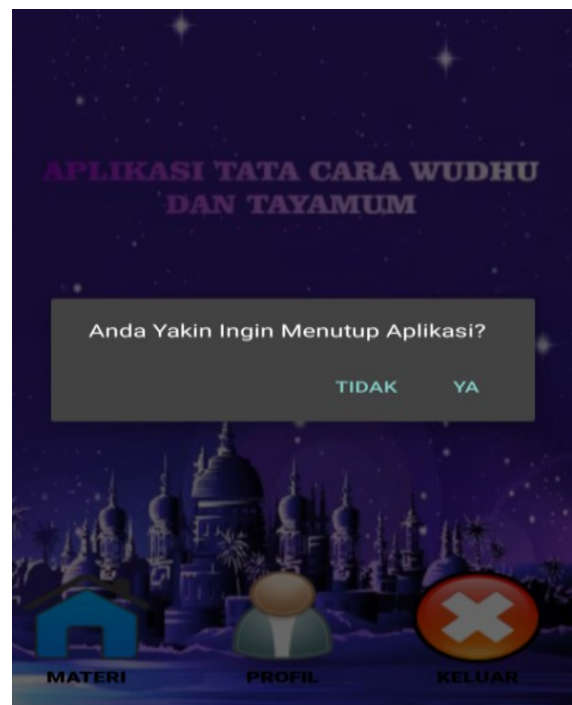 APLIKASI TATA CARA WUDHU
DAN TAYAMUM
Anda Yakin Ingin Menutup Aplikasi?
TIDAK YA
MATERI PROFIL KELUAR